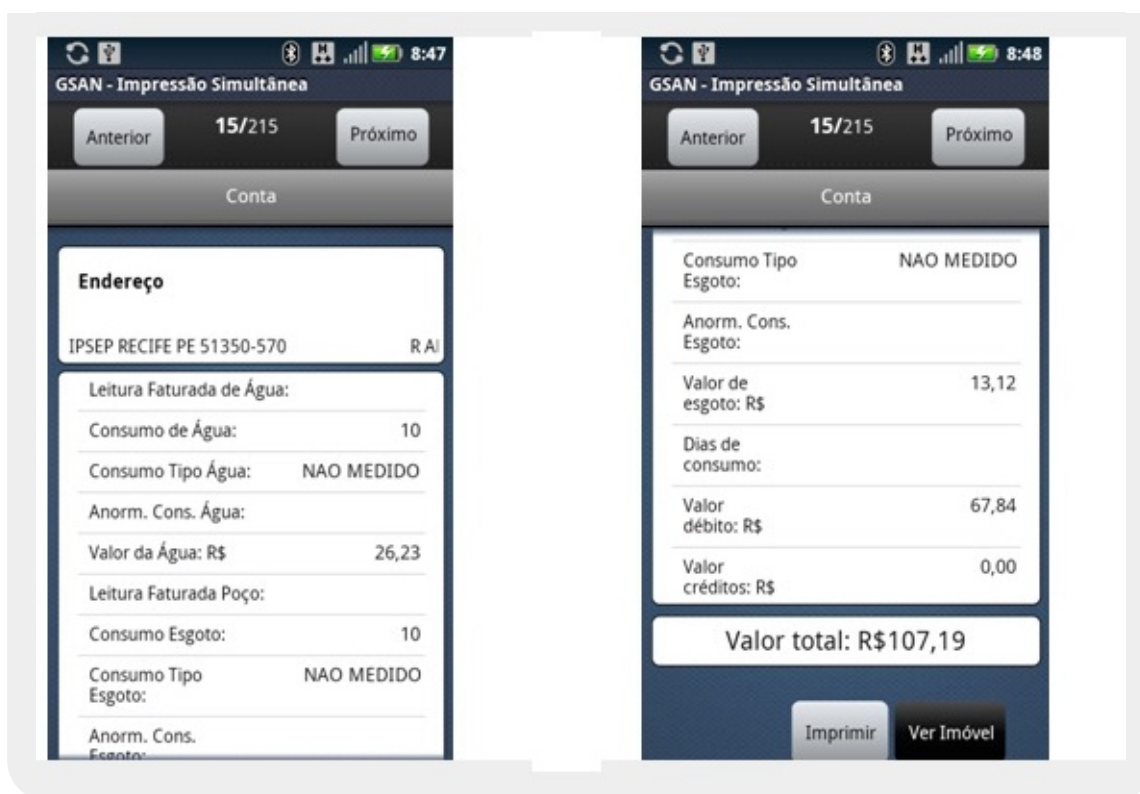 8:47
GSAN - Impressão Simultânea
Anterior 15/215 Próximo
Conta
Endereço
IPSEP RECIFE PE 51350-570 R A
Leitura Faturada de Água:
Consumo de Água: 10
Consumo Tipo Água: NAO MEDIDO
Anorm. Cons. Água:
Valor da Água: R$ 26,23
Leitura Faturada Poço:
Consumo Esgoto: 10
Consumo Tipo NAO MEDIDO
Esgoto:
Anorm. Cons.
Esgoto:
8:48
GSAN - Impressão Simultânea
Anterior 15/215 Próximo
Conta
Consumo Tipo NAO MEDIDO
Esgoto:
Anorm. Cons.
Esgoto:
Valor de 13,12
esgoto: R$
Dias de
consumo:
Valor 67,84
débito: R$
Valor 0,00
créditos: R$
Valor total: R$107,19
Imprimir Ver Imóvel